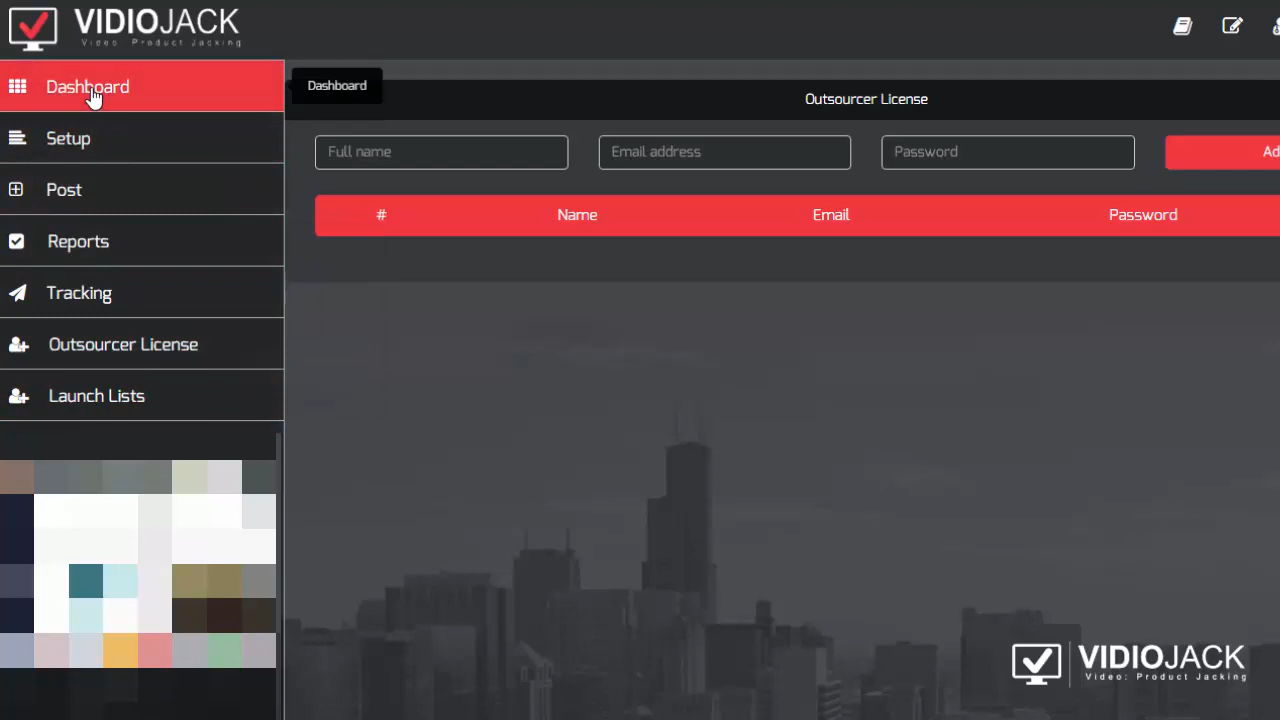 VIDIOJACK
Video: Product Jacking
Dashboard
Setup
Post
Reports
Tracking
Outsourcer License
Launch Lists
Dashboard
Outsourcer License
Full name
Email address
Password
Ad
#
Name
Email
Password
VIDIOJACK
Video: Product Jacking